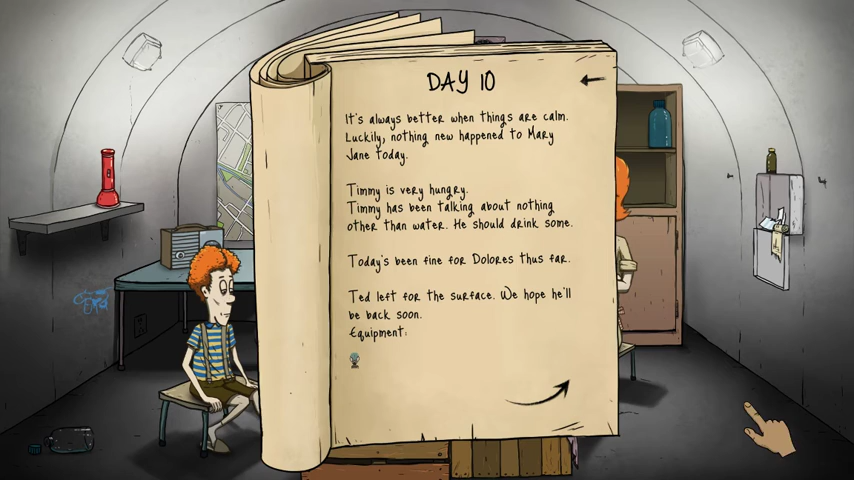 DAY 10
It's always better when things are calm.
Luckily, nothing new happened to Mary
Jane today.
Timmy is very hungry.
Timmy has been talking about nothing
other than water. He should drink some.
Today's been fine for Dolores thus far.
Ted left for the surface. We hope he'll
be back soon.
Equipment: